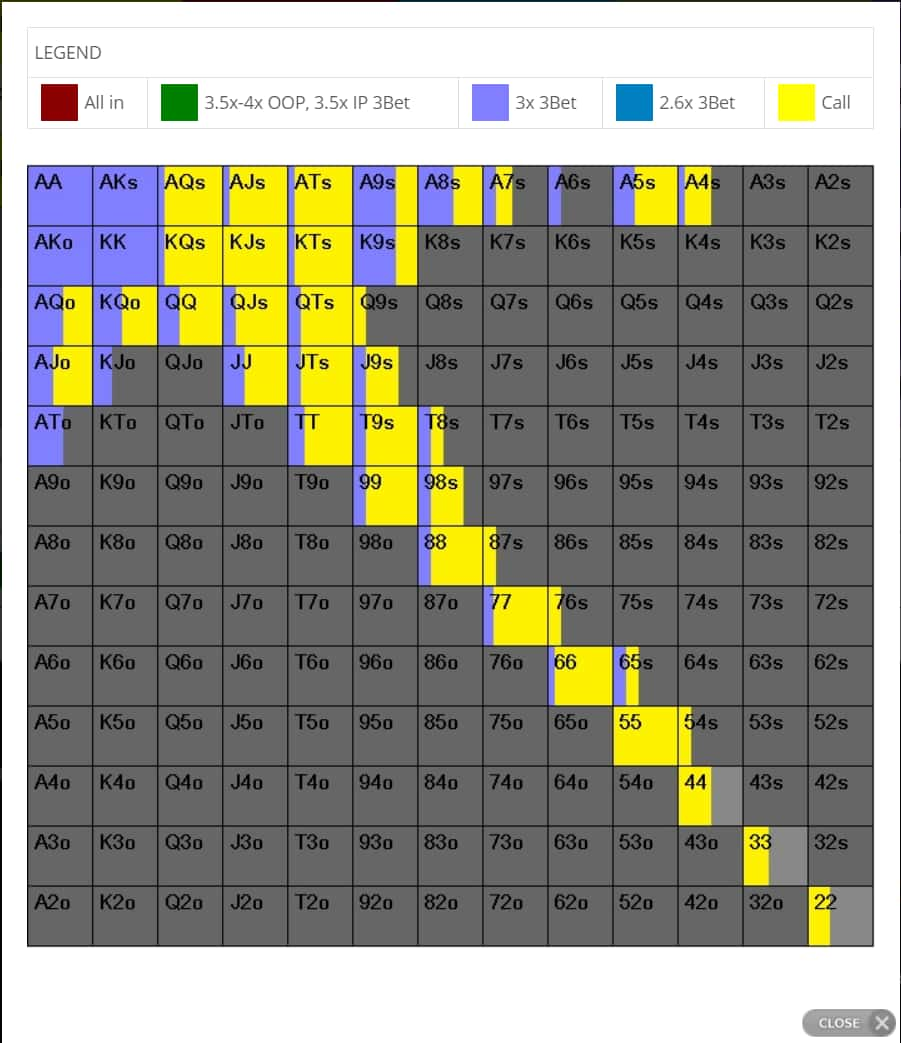 LEGEND
All in 3.5x-4x OOP, 3.5x IP 3Bet 3x 3Bet 2.6x 3Bet Call
AA AKs AQs AJs ATs A9s A8s A7s A6s A5s A4s A3s A2s
AKo KK KQs KJs KTs K9s K8s K7s K6s K5s K4s K3s K2s
AQo KQo QQ QJs QTs Q9s Q8s Q7s Q6s Q5s Q4s Q3s Q2s
AJo KJo QJo JJ JTs J9s J8s J7s J6s J5s J4s J3s J2s
ATo KTo QTo JTo TT T9s T8s T7s T6s T5s T4s T3s T2s
A9o K9o Q9o J9o T9o 99 98s 97s 96s 95s 94s 93s 92s
A8o K8o Q8o J8o T8o 98o 88 87s 86s 85s 84s 83s 82s
A7o K7o Q7o J7o T7o 97o 87o 77 76s 75s 74s 73s 72s
A6o K6o Q6o J6o T6o 96o 86o 76o 66 65s 64s 63s 62s
A5o K5o Q5o J5o T5o 95o 85o 75o 65o 55 54s 53s 52s
A4o K4o Q4o J4o T4o 94o 84o 74o 64o 54o 44 43s 42s
A3o K3o Q3o J3o T3o 93o 83o 73o 63o 53o 43o 33 32s
A2o K2o Q2o J2o T2o 92o 82o 72o 62o 52o 42o 32o 22
CLOSE